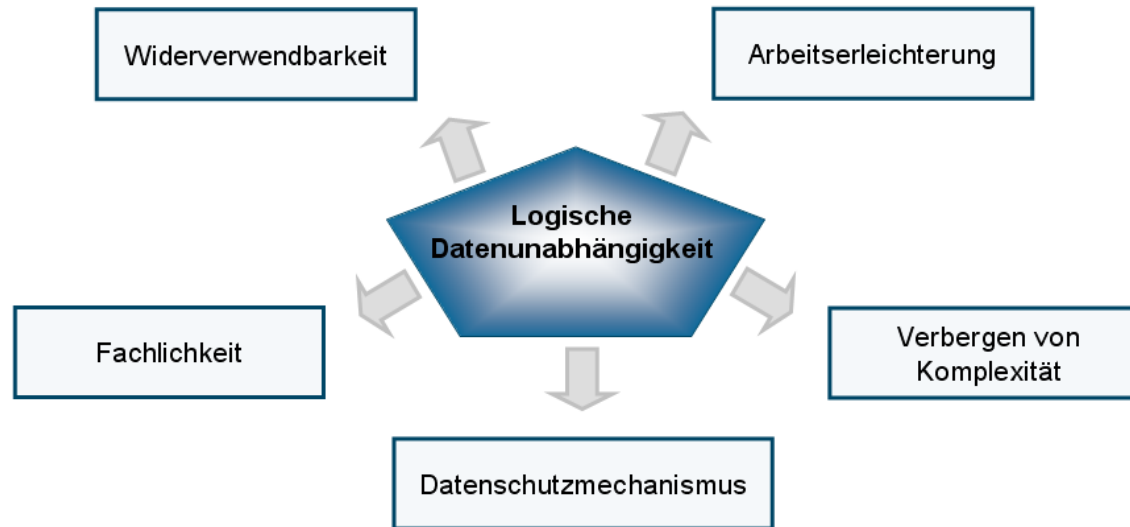 Widerverwendbarkeit
Arbeitserleichterung
Logische
Datenunabhängigkeit
Fachlichkeit
Verbergen von
Komplexität
Datenschutzmechanismus